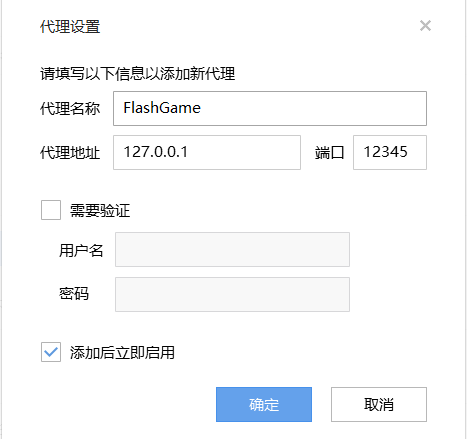 代理设置
请填写以下信息以添加新代理
代理名称 FlashGame
代理地址 127.0.0.1 端口 12345
需要验证
用户名
密码
添加后立即启用
确定 取消